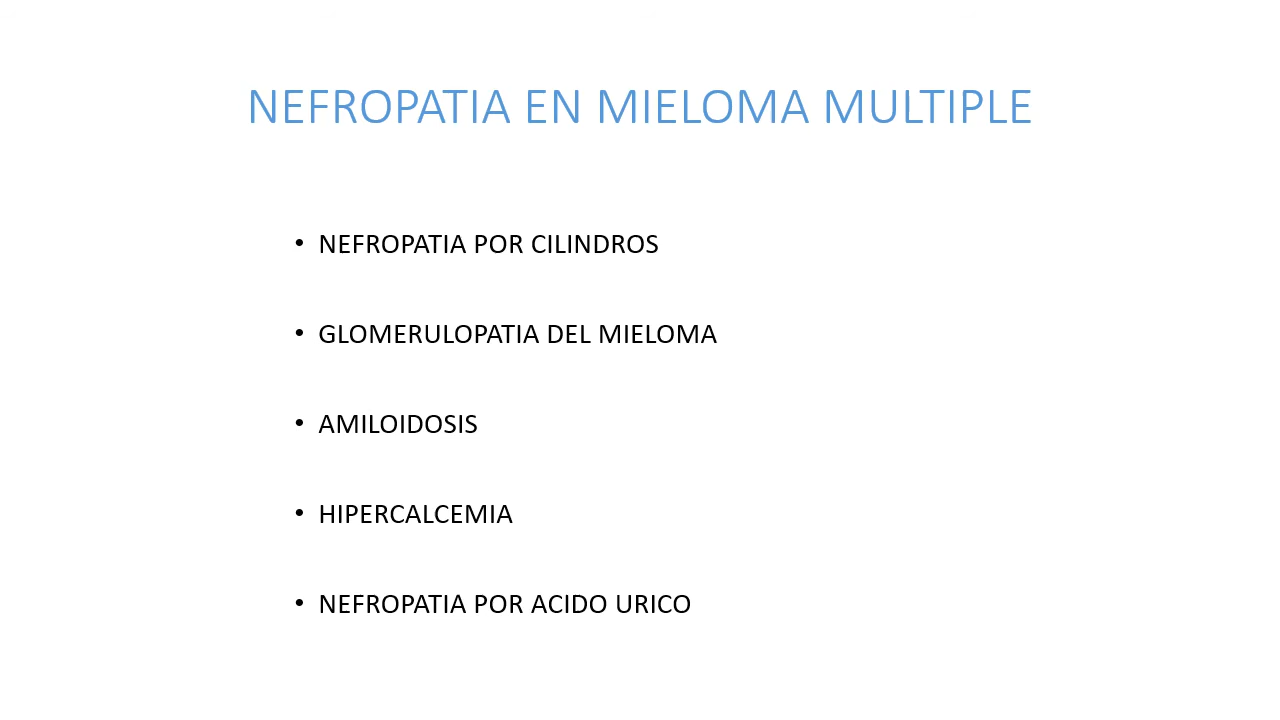 NEFROPATIA EN MIELOMA MULTIPLE
• NEFROPATIA POR CILINDROS
• GLOMERULOPATIA DEL MIELOMA
• AMILOIDOSIS
• HIPERCALCEMIA
• NEFROPATIA POR ACIDO URICO